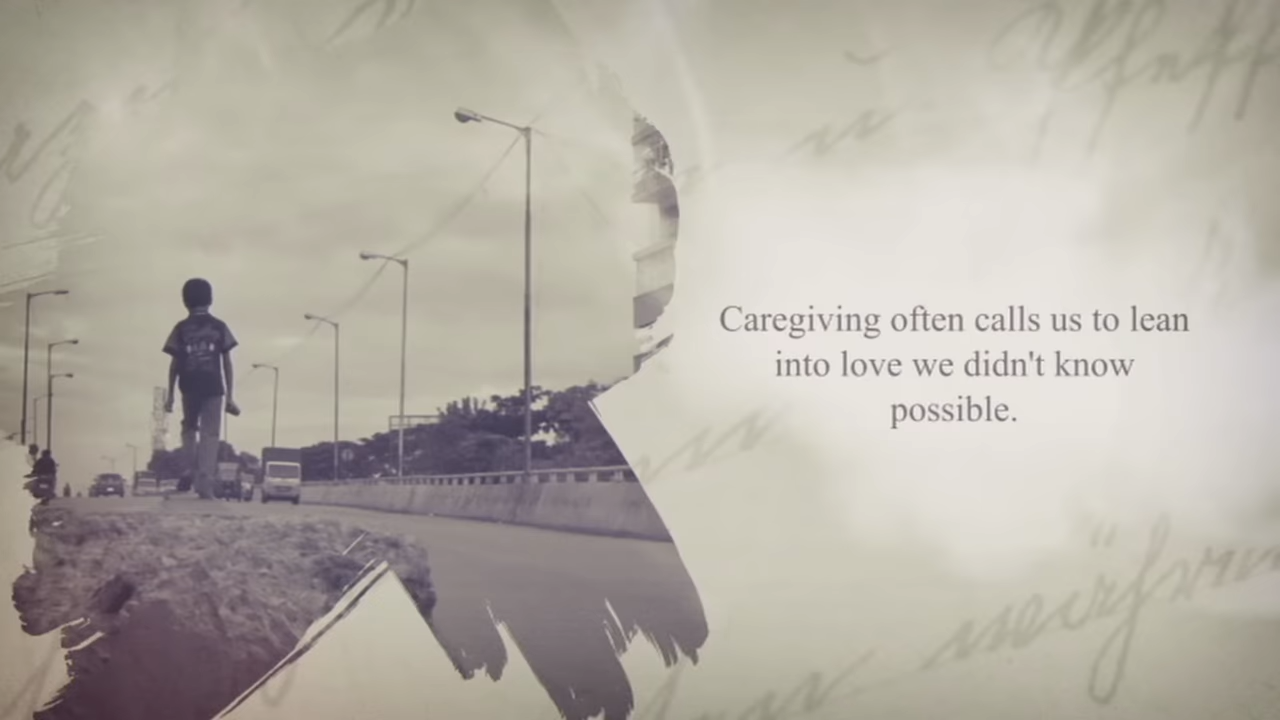 Caregiving often calls us to lean
into love we didn't know
possible.